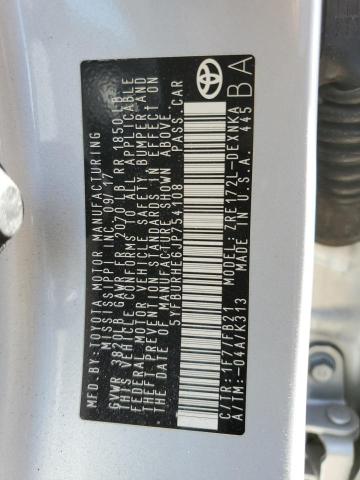 MFD. BY: TOYOTA MOTOR MANUFACTURING
MISSISSIPPI, INC. 09/17
GVWR 3820LB GAWR FR 2070 LB RR 1850 LB
THIS VEHICLE CONFORMS TO ALL APPLICABLE
FEDERAL MOTOR VEHICLE SAFETY, BUMPER, AND
THEFT PREVENTION STANDARDS IN EFFECT ON
THE DATE OF MANUFACTURE SHOWN ABOVE.
5YFBURHE6JP754108 PASS.CAR
C/TR: 1F7/FB21 MODEL: ZRE172L-DEXNKA
A/TM: -04A/K313 U.S.A. 445
BA
TOYOTA